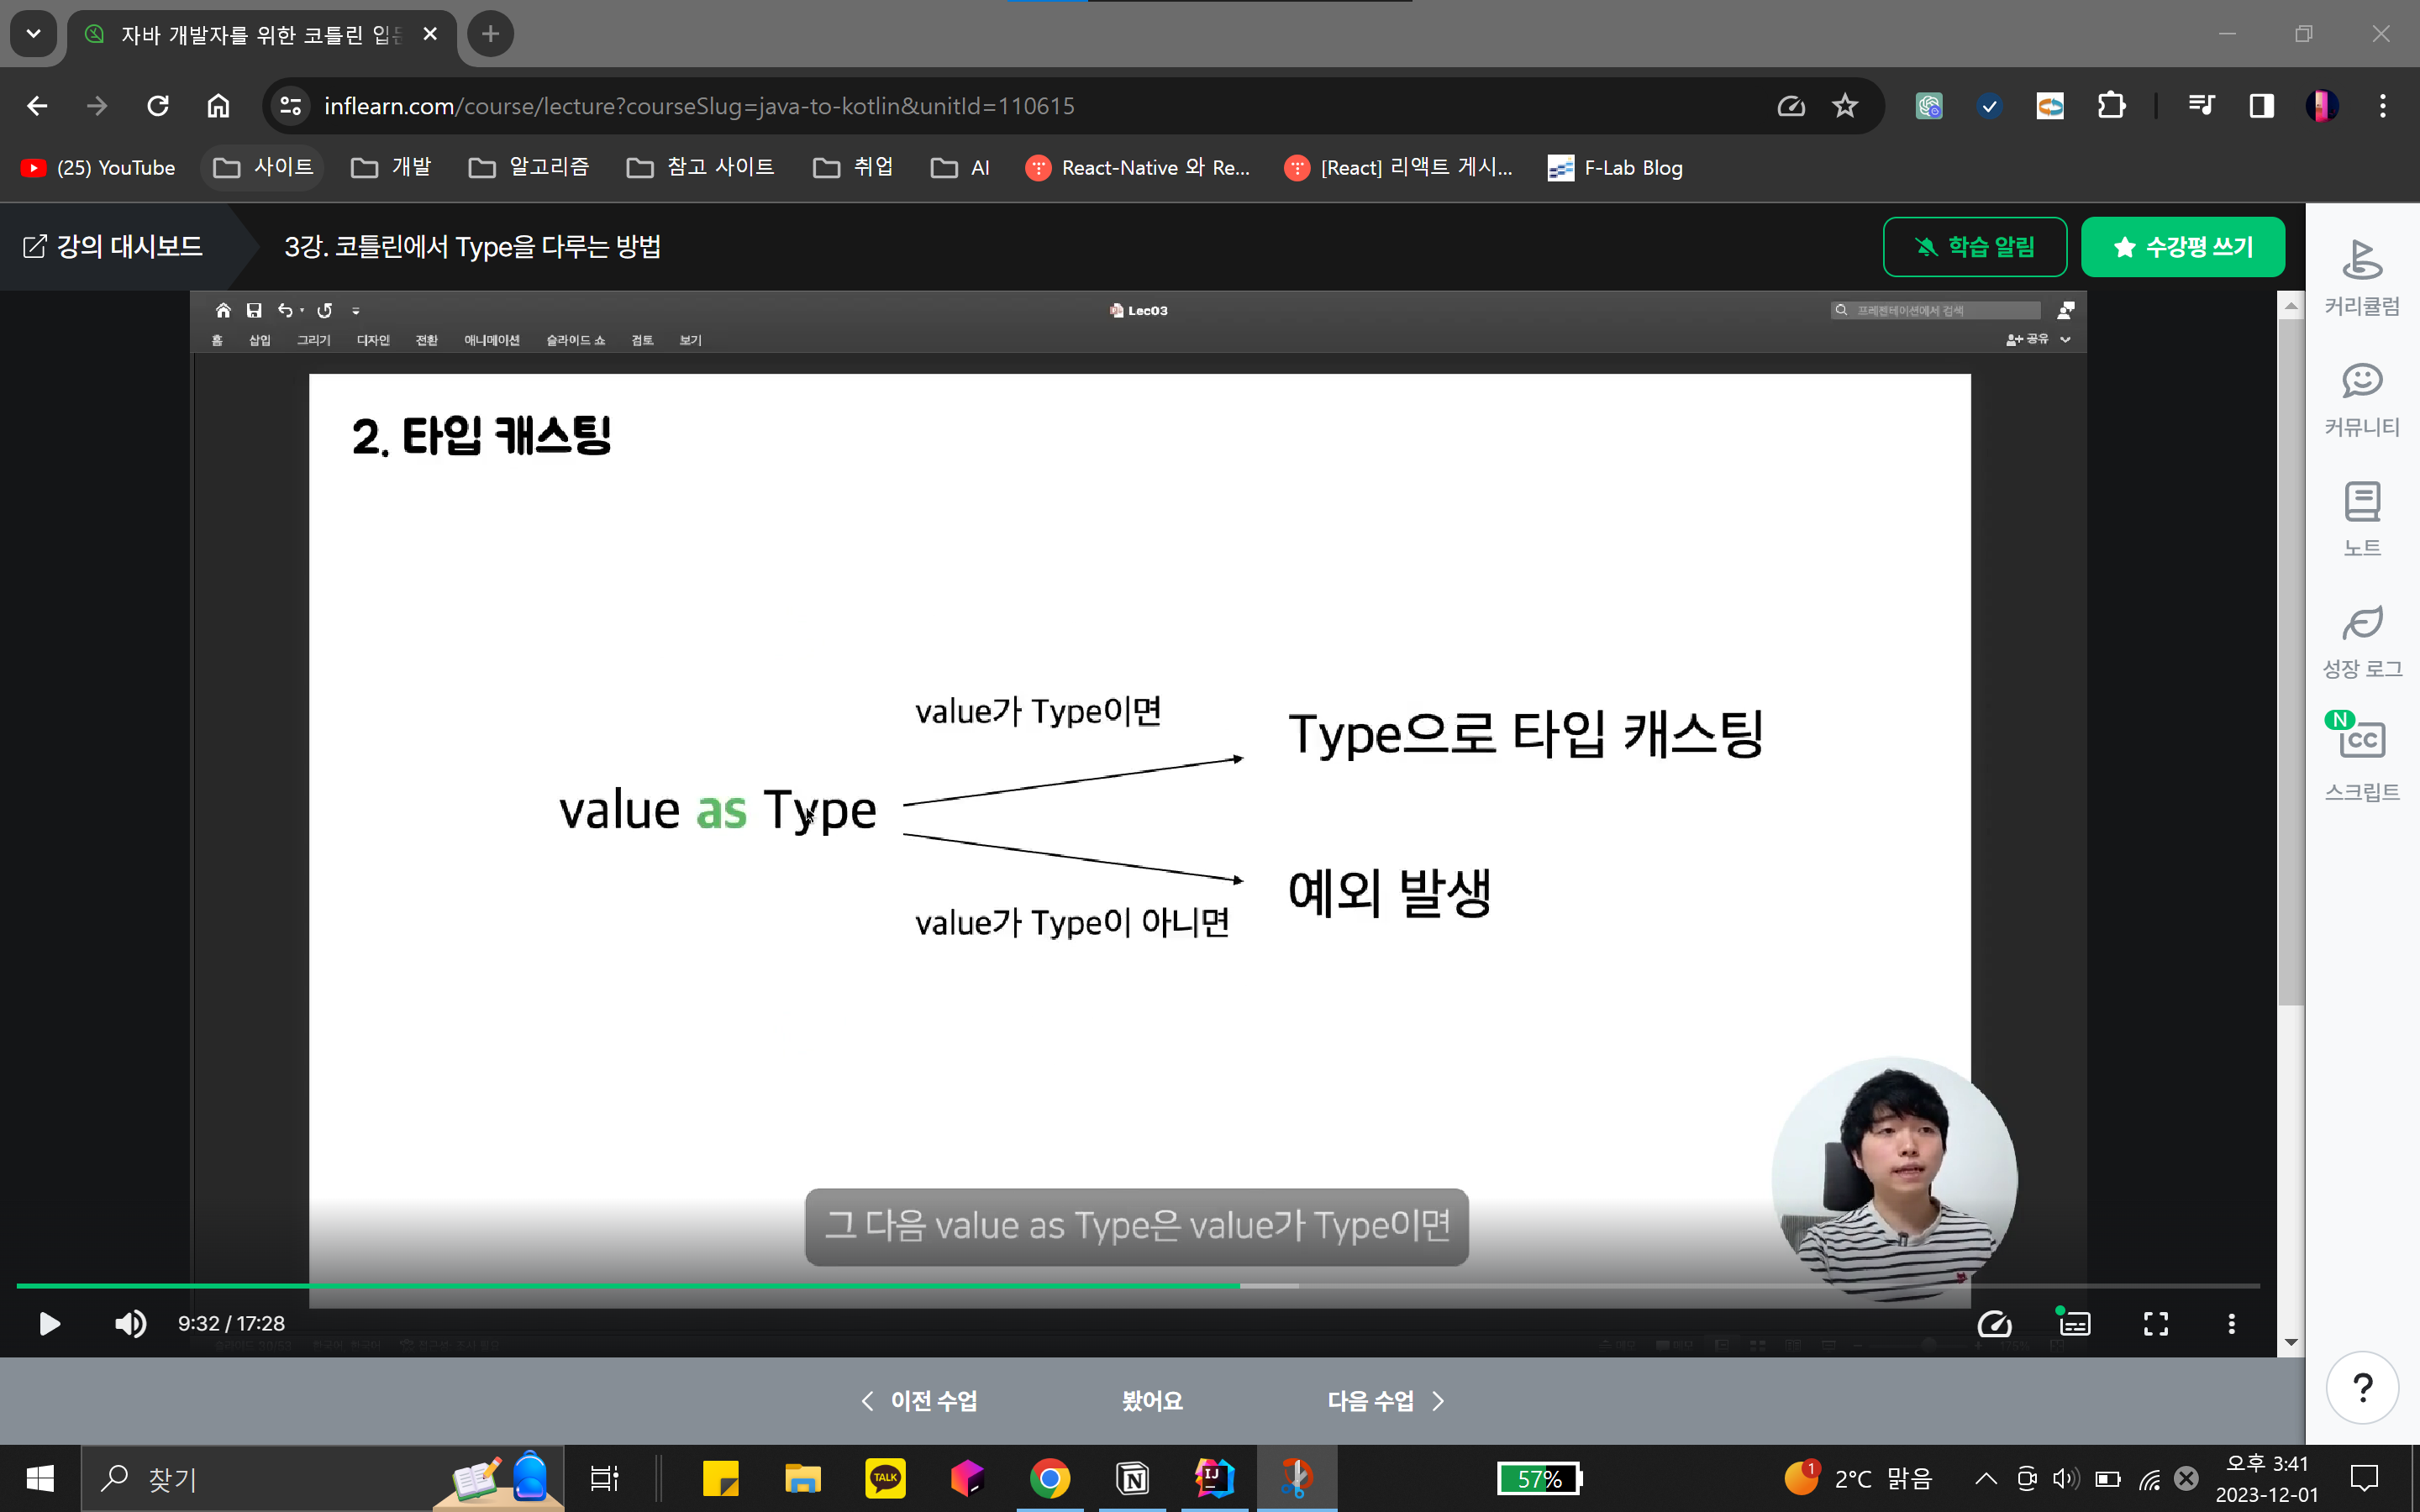 자바 개발자를 위한 코틀린 입
inflearn.com/course/lecture?courseSlug=java-to-kotlin&unitId=110615
(25) YouTube 사이트 개발 알고리즘 참고 사이트 취업 AI React-Native 와 Re... [React] 리액트 게시... F-Lab Blog
강의 대시보드 3강. 코틀린에서 Type을 다루는 방법 학습 알림 수강평 쓰기
Lec03 프레젠테이션에서 검색
홈 삽입 그리기 디자인 전환 애니메이션 슬라이드 쇼 검토 보기 공유
2. 타입 캐스팅
value가 Type이면
Type으로 타입 캐스팅
value as Type
예외 발생
value가 Type이 아니면
그 다음 value as Type은 value가 Type이면
9:32 / 17:28
커리큘럼
커뮤니티
노트
성장 로그
N
CC
스크립트
?
이전 수업 봤어요 다음 수업
찾기 TALK N IJ 57% 1 2°C 맑음 오후 3:41
2023-12-01